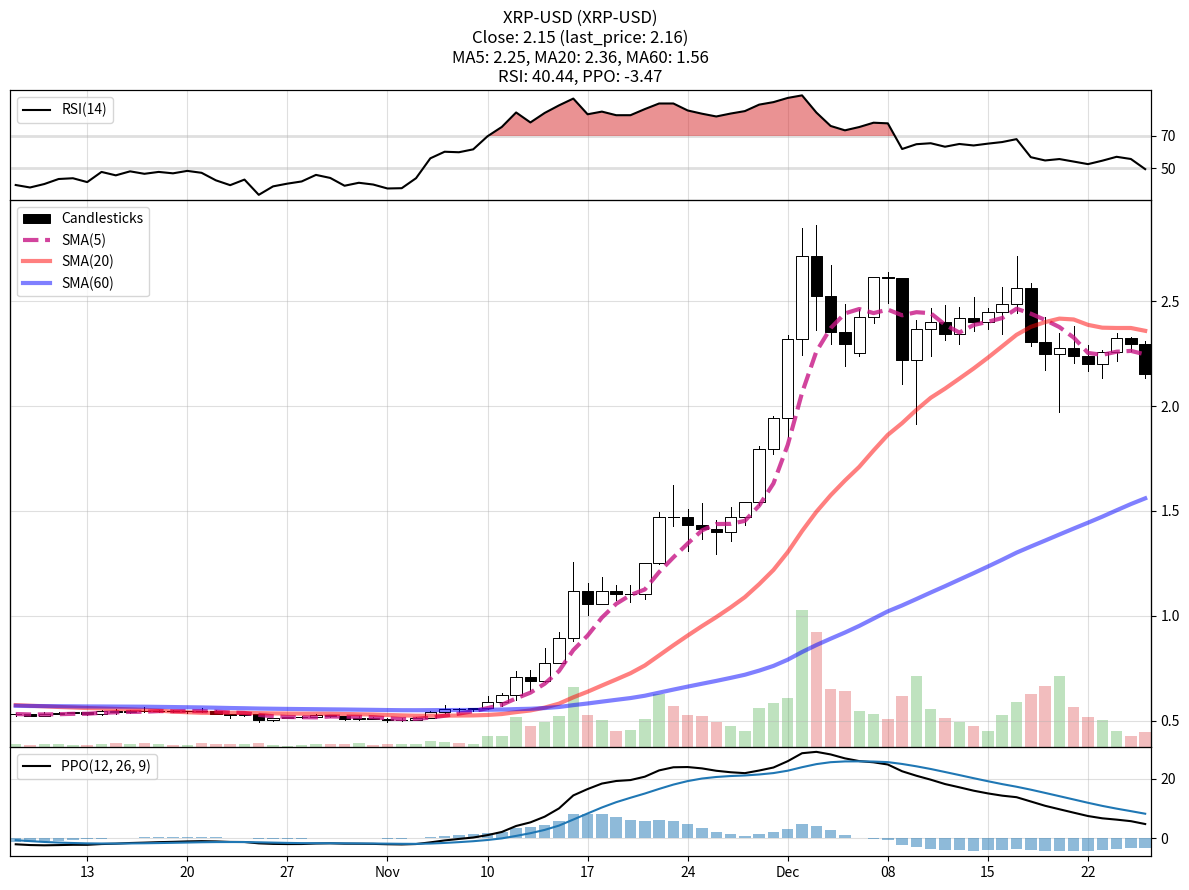 XRP-USD (XRP-USD)
Close: 2.15 (last_price: 2.16)
MA5: 2.25, MA20: 2.36, MA60: 1.56
RSI: 40.44, PPO: -3.47
RSI(14)
70
50
Candlesticks
SMA(5)
SMA(20)
SMA(60)
2.5
2.0
1.5
1.0
0.5
PPO(12, 26, 9)
20
0
13 20 27 Nov 10 17 24 Dec 08 15 22